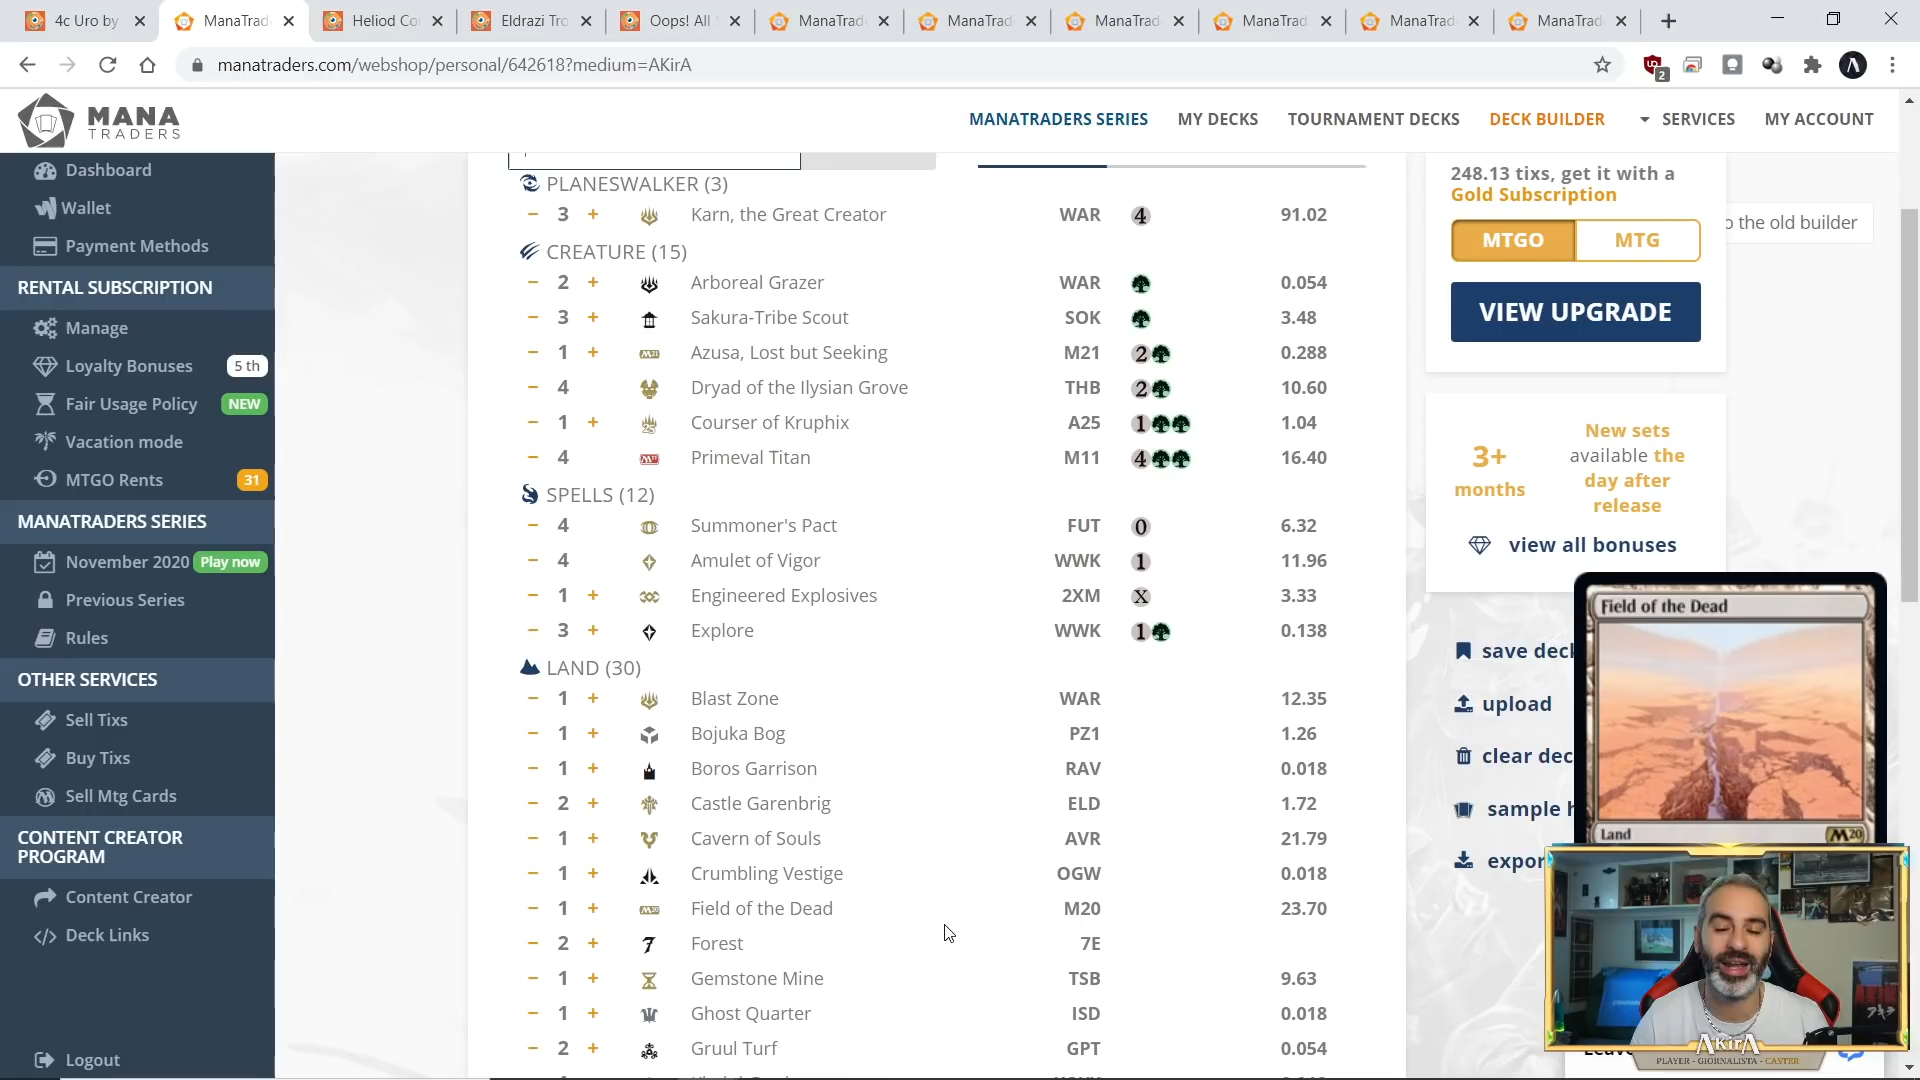 4c Uro by
ManaTrad
Heliod Co
Eldrazi Tro
Oops! All
ManaTrad
ManaTrad
ManaTrad
ManaTrad
ManaTrad
ManaTrad
manatraders.com/webshop/personal/642618?medium=AKirA
2
MANA
TRADERS
MANATRADERS SERIES
MY DECKS
TOURNAMENT DECKS
DECK BUILDER
SERVICES
MY ACCOUNT
Dashboard
Wallet
Payment Methods
RENTAL SUBSCRIPTION
Manage
Loyalty Bonuses 5 th
Fair Usage Policy NEW
Vacation mode
MTGO Rents 31
MANATRADERS SERIES
November 2020 Play now
Previous Series
Rules
OTHER SERVICES
Sell Tixs
Buy Tixs
Sell Mtg Cards
CONTENT CREATOR
PROGRAM
Content Creator
Deck Links
Logout
PLANESWALKER (3)
− 3 + Karn, the Great Creator WAR 4 91.02
CREATURE (15)
− 2 + Arboreal Grazer WAR 0.054
− 3 + Sakura-Tribe Scout SOK 3.48
− 1 + Azusa, Lost but Seeking M21 2 0.288
− 4 Dryad of the Ilysian Grove THB 2 10.60
− 1 + Courser of Kruphix A25 1 1.04
− 4 Primeval Titan M11 4 16.40
SPELLS (12)
− 4 Summoner's Pact FUT 0 6.32
− 4 Amulet of Vigor WWK 1 11.96
− 1 + Engineered Explosives 2XM X 3.33
− 3 + Explore WWK 1 0.138
LAND (30)
− 1 + Blast Zone WAR 12.35
− 1 + Bojuka Bog PZ1 1.26
− 1 + Boros Garrison RAV 0.018
− 2 + Castle Garenbrig ELD 1.72
− 1 + Cavern of Souls AVR 21.79
− 1 + Crumbling Vestige OGW 0.018
− 1 + Field of the Dead M20 23.70
− 2 + Forest 7E
− 1 + Gemstone Mine TSB 9.63
− 1 + Ghost Quarter ISD 0.018
− 2 + Gruul Turf GPT 0.054
248.13 tixs, get it with a
Gold Subscription
MTGO MTG
VIEW UPGRADE
o the old builder
3+
months
New sets
available the
day after
release
view all bonuses
save deck
upload
clear dec
sample h
expor
Field of the Dead
Land
M20
AKirA
PLAYER - GIORNALISTA - CASTER